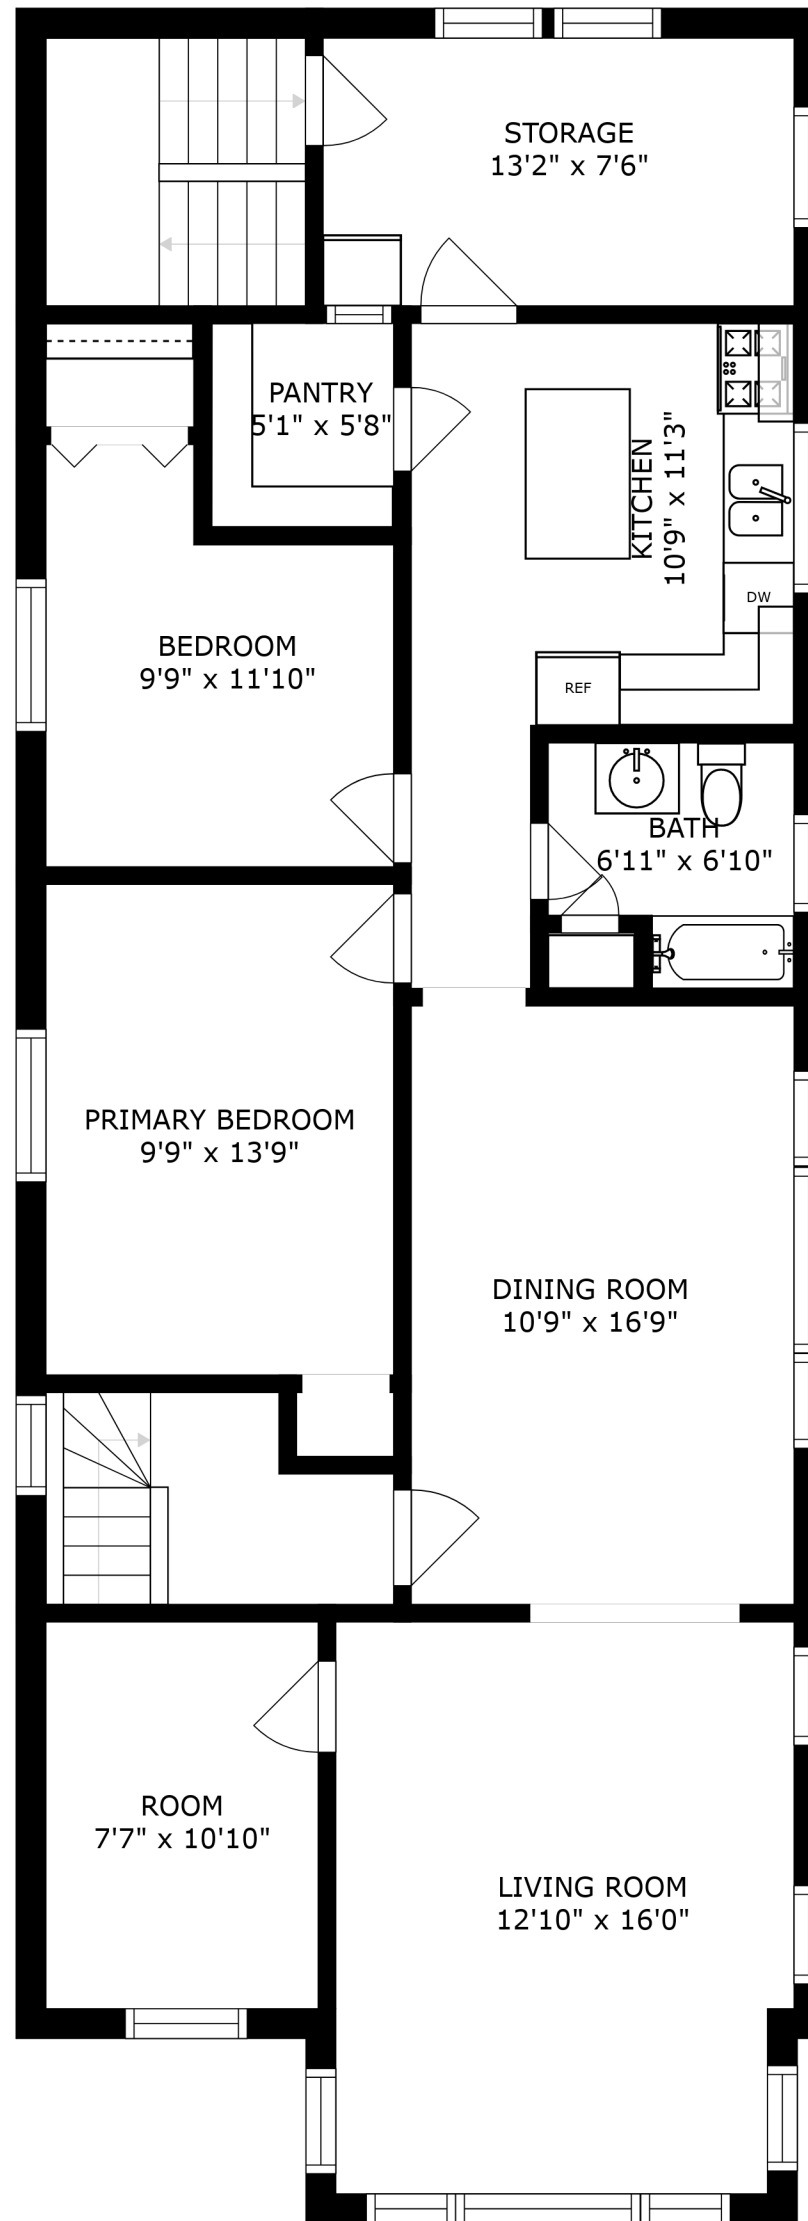 STORAGE
13'2" x 7'6"
PANTRY
5'1" x 5'8"
KITCHEN
10'9" x 11'3"
DW
BEDROOM
9'9" x 11'10"
REF
BATH
6'11" x 6'10"
PRIMARY BEDROOM
9'9" x 13'9"
DINING ROOM
10'9" x 16'9"
ROOM
7'7" x 10'10"
LIVING ROOM
12'10" x 16'0"